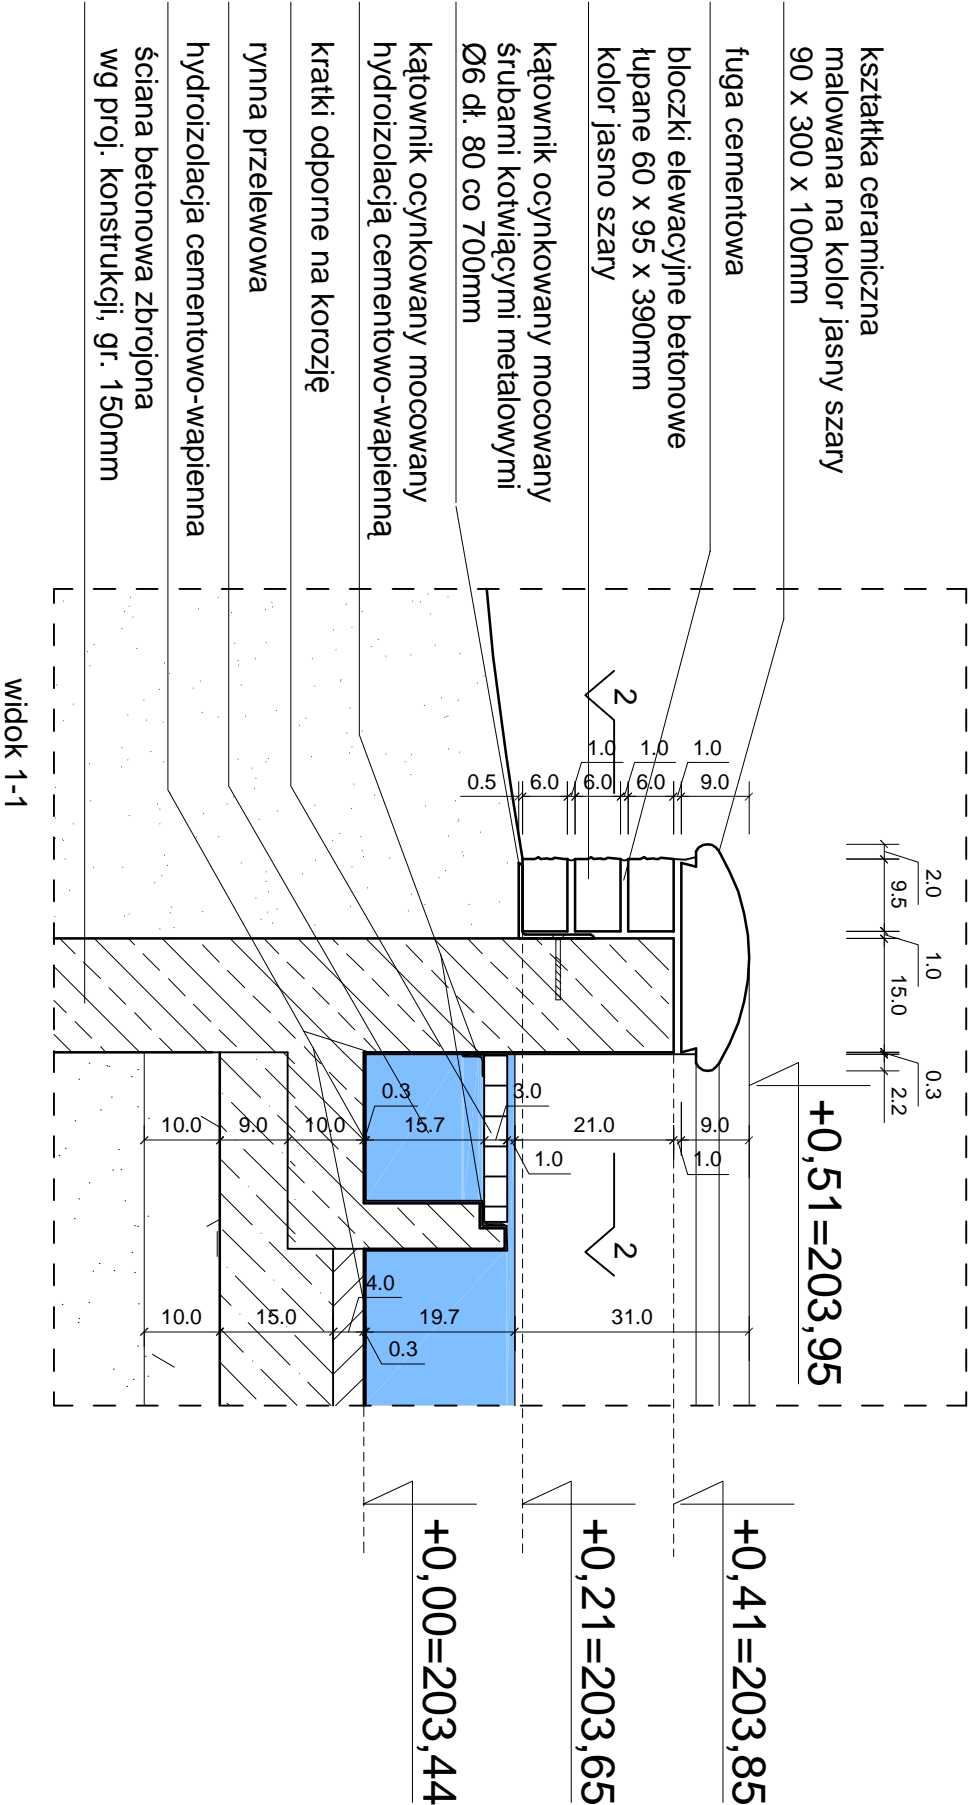 kształtka ceramiczna
malowana na kolor jasny szary
90 x 300 x 100mm
fuga cementowa
bloczki elewacyjne betonowe
łupane 60 x 95 x 390mm
kolor jasno szary
kątownik ocynkowany mocowany
śrubami kotwiącymi metalowymi
Ø6 dł. 80 co 700mm
kątownik ocynkowany mocowany
hydroizolacją cementowo-wapienną
kratki odporne na korozję
rynna przelewowa
hydroizolacja cementowo-wapienna
ściana betonowa zbrojona
wg proj. konstrukcji, gr. 150mm
2
1.0 1.0 1.0
0.5 6.0 6.0 6.0 9.0
2.0 1.0 0.3
9.5 15.0 2.2
+0,51=203,95
0.3 3.0
10.0 9.0 10.0 15.7 21.0 9.0
1.0 1.0
2
4.0
10.0 15.0 19.7 31.0
0.3
+0,41=203,85
+0,21=203,65
+0,00=203,44
widok 1-1